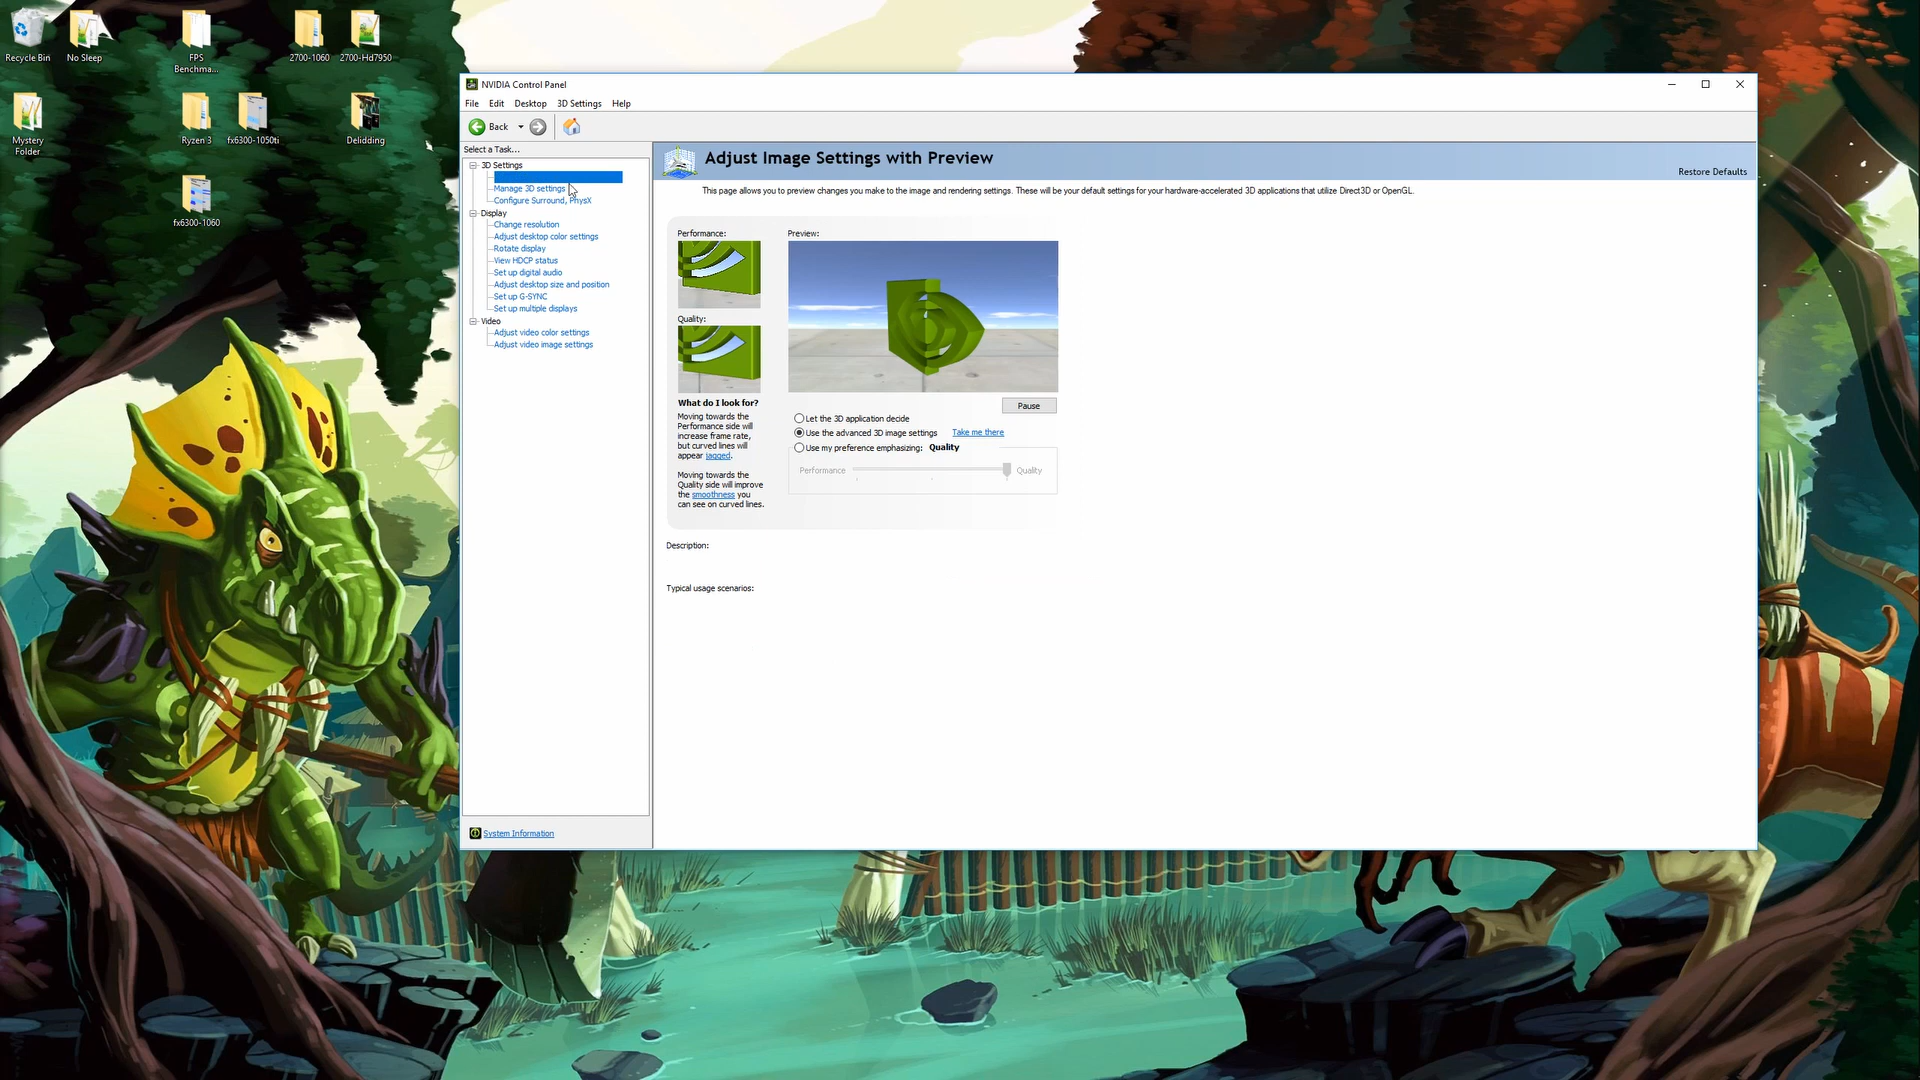 Recycle Bin
No Sleep
FPS
Benchma...
2700-1060
2700-Hd7950
Mystery
Folder
Ryzen 3
fx6300-1050ti
Delidding
fx6300-1060
NVIDIA Control Panel
File Edit Desktop 3D Settings Help
Back
Select a Task...
3D Settings
Manage 3D settings
Configure Surround, PhysX
Display
Change resolution
Adjust desktop color settings
Rotate display
View HDCP status
Set up digital audio
Adjust desktop size and position
Set up G-SYNC
Set up multiple displays
Video
Adjust video color settings
Adjust video image settings
System Information
Adjust Image Settings with Preview
Restore Defaults
This page allows you to preview changes you make to the image and rendering settings. These will be your default settings for your hardware-accelerated 3D applications that utilize Direct3D or OpenGL.
Performance:
Quality:
What do I look for?
Moving towards the
Performance side will
increase frame rate,
but curved lines will
appear jagged.
Moving towards the
Quality side will improve
the smoothness you
can see on curved lines.
Preview:
Pause
Let the 3D application decide
Use the advanced 3D image settings Take me there
Use my preference emphasizing: Quality
Performance Quality
Description:
Typical usage scenarios: